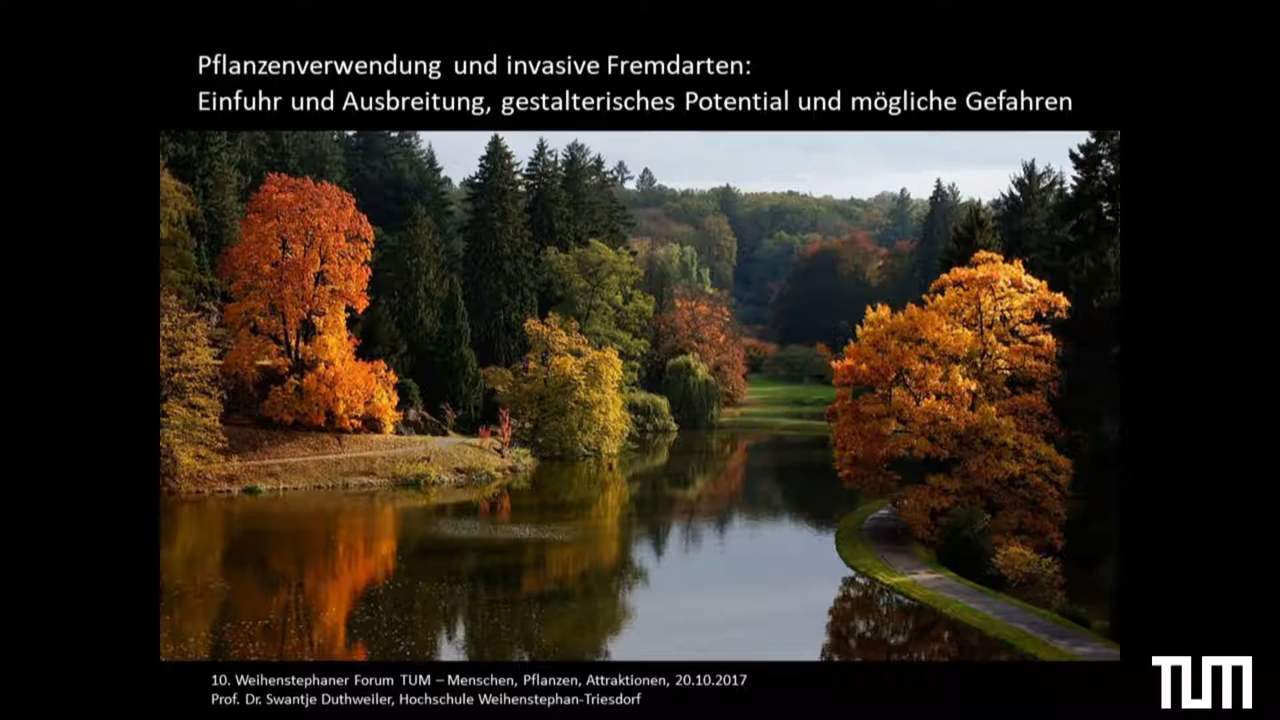 Pflanzenverwendung und invasive Fremdarten:
Einfuhr und Ausbreitung, gestalterisches Potential und mögliche Gefahren
10. Weihenstephaner Forum TUM – Menschen, Pflanzen, Attraktionen, 20.10.2017
Prof. Dr. Swantje Duthweiler, Hochschule Weihenstephan-Triesdorf
TUM